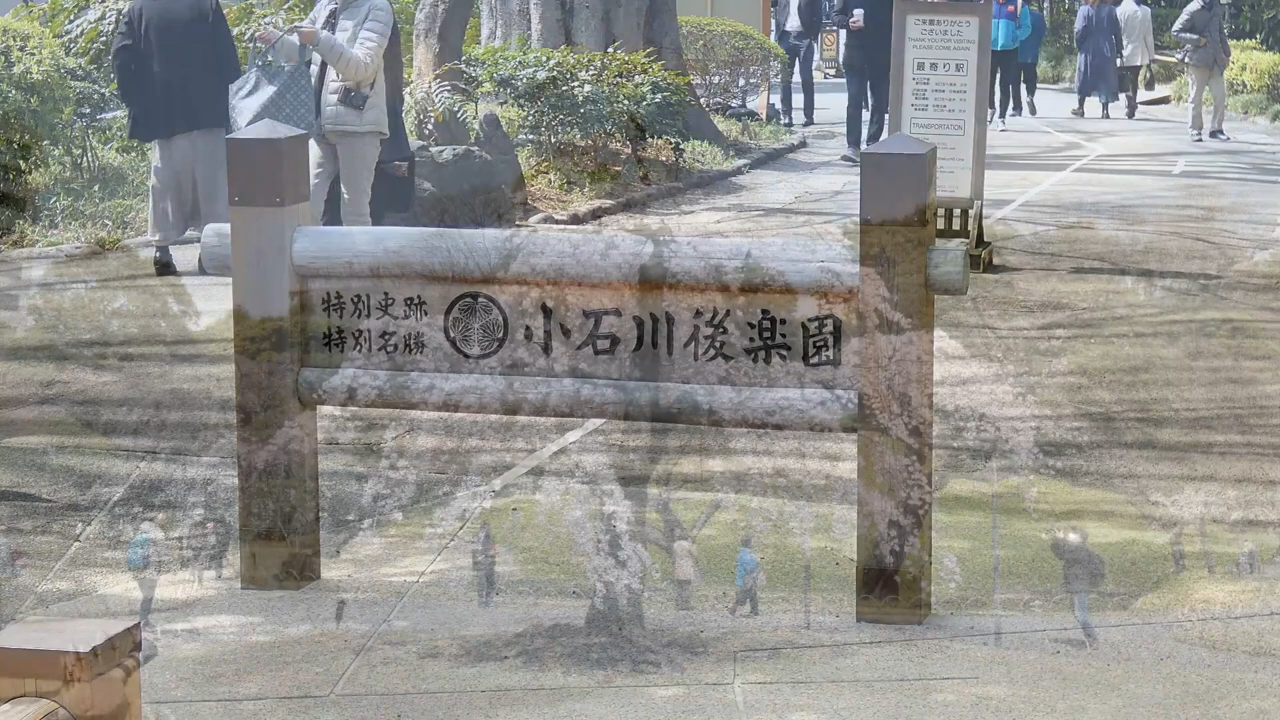 ご来園ありがとう
ございました
THANK YOU FOR VISITING
PLEASE COME AGAIN
最寄り駅
TRANSPORTATION
特別史跡
特別名勝
小石川後楽園